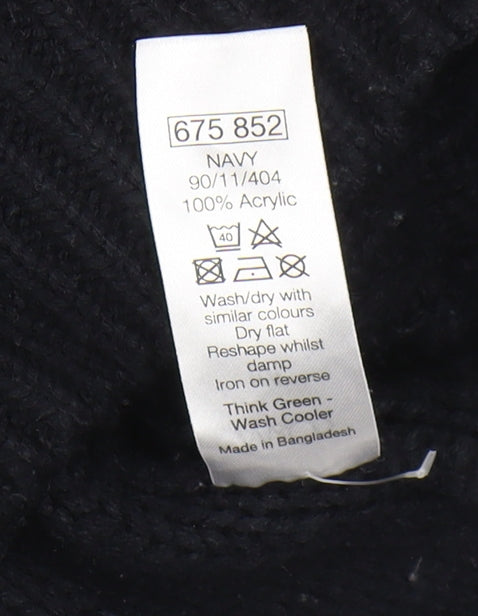 675 852
NAVY
90/11/404
100% Acrylic
40
Wash/dry with
similar colours
Dry flat
Reshape whilst
damp
Iron on reverse
Think Green -
Wash Cooler
Made in Bangladesh